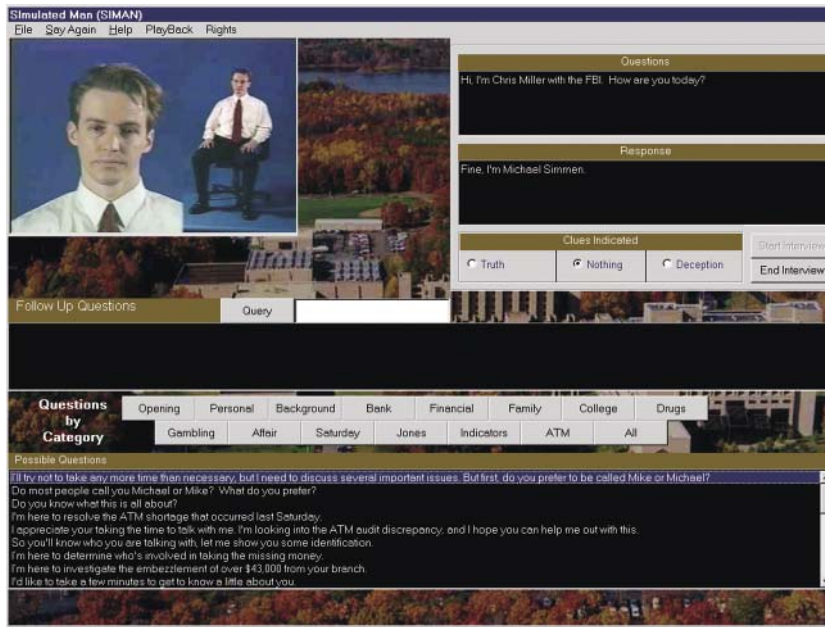 SImulated Man (SIMAN)
File Say Again Help PlayBack Rights
Questions
Hi, I'm Chris Miller with the FBI. How are you today?
Response
Fine, I'm Michael Simmen.
Clues Indicated
Truth Nothing Deception
Start Interview
End Interview
Follow Up Questions
Query
Questions
by
Category
Opening Personal Background Bank Financial Family College Drugs
Gambling Affair Saturday Jones Indicators ATM All
Possible Questions
I'll try not to take any more time than necessary, but I need to discuss several important issues. But first, do you prefer to be called Mike or Michael?
Do most people call you Michael or Mike? What do you prefer?
Do you know what this is all about?
I'm here to resolve the ATM shortage that occurred last Saturday.
I appreciate your taking the time to talk with me. I'm looking into the ATM audit discrepancy, and I hope you can help me out with this.
So you'll know who you are talking with, let me show you some identification.
I'm here to determine who's involved in taking the missing money.
I'm here to investigate the embezzlement of over $43,000 from your branch.
I'd like to take a few minutes to get to know a little about you.